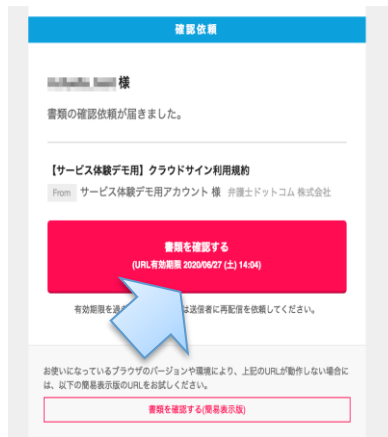 確認依頼
様
書類の確認依頼が届きました。
【サービス体験デモ用】クラウドサイン利用規約
From サービス体験デモ用アカウント 様 弁護士ドットコム 株式会社
書類を確認する
(URL有効期限 2020/06/27 (土) 14:04)
有効期限を過 は送信者に再配信を依頼してください。
お使いになっているブラウザのバージョンや環境により、上記のURLが動作しない場合に
は、以下の簡易表示版のURLをお試しください。
書類を確認する(簡易表示版)